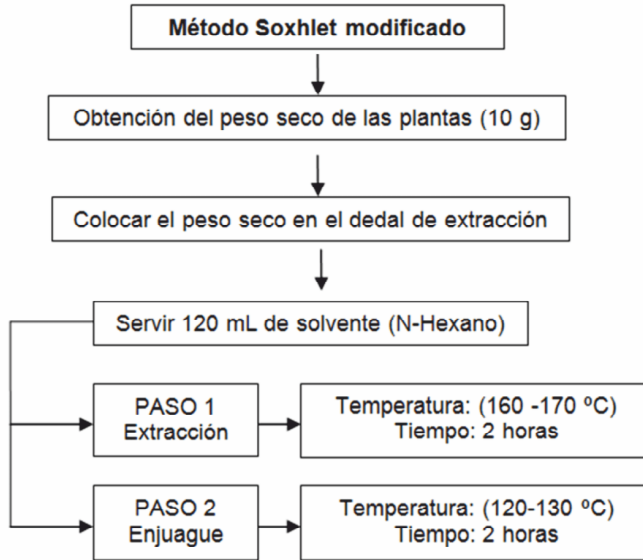 Método Soxhlet modificado
Obtención del peso seco de las plantas (10 g)
Colocar el peso seco en el dedal de extracción
Servir 120 mL de solvente (N-Hexano)
PASO 1
Extracción
Temperatura: (160 -170 ºC)
Tiempo: 2 horas
PASO 2
Enjuague
Temperatura: (120-130 ºC)
Tiempo: 2 horas